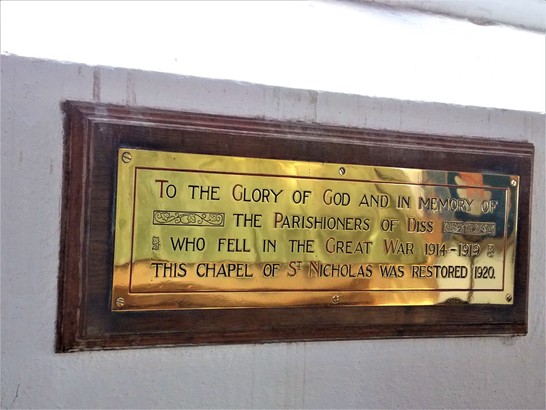 TO THE GLORY OF GOD AND IN MEMORY OF
THE PARISHIONERS OF DISS
WHO FELL IN THE GREAT WAR 1914-1919
THIS CHAPEL OF ST NICHOLAS WAS RESTORED 1920.